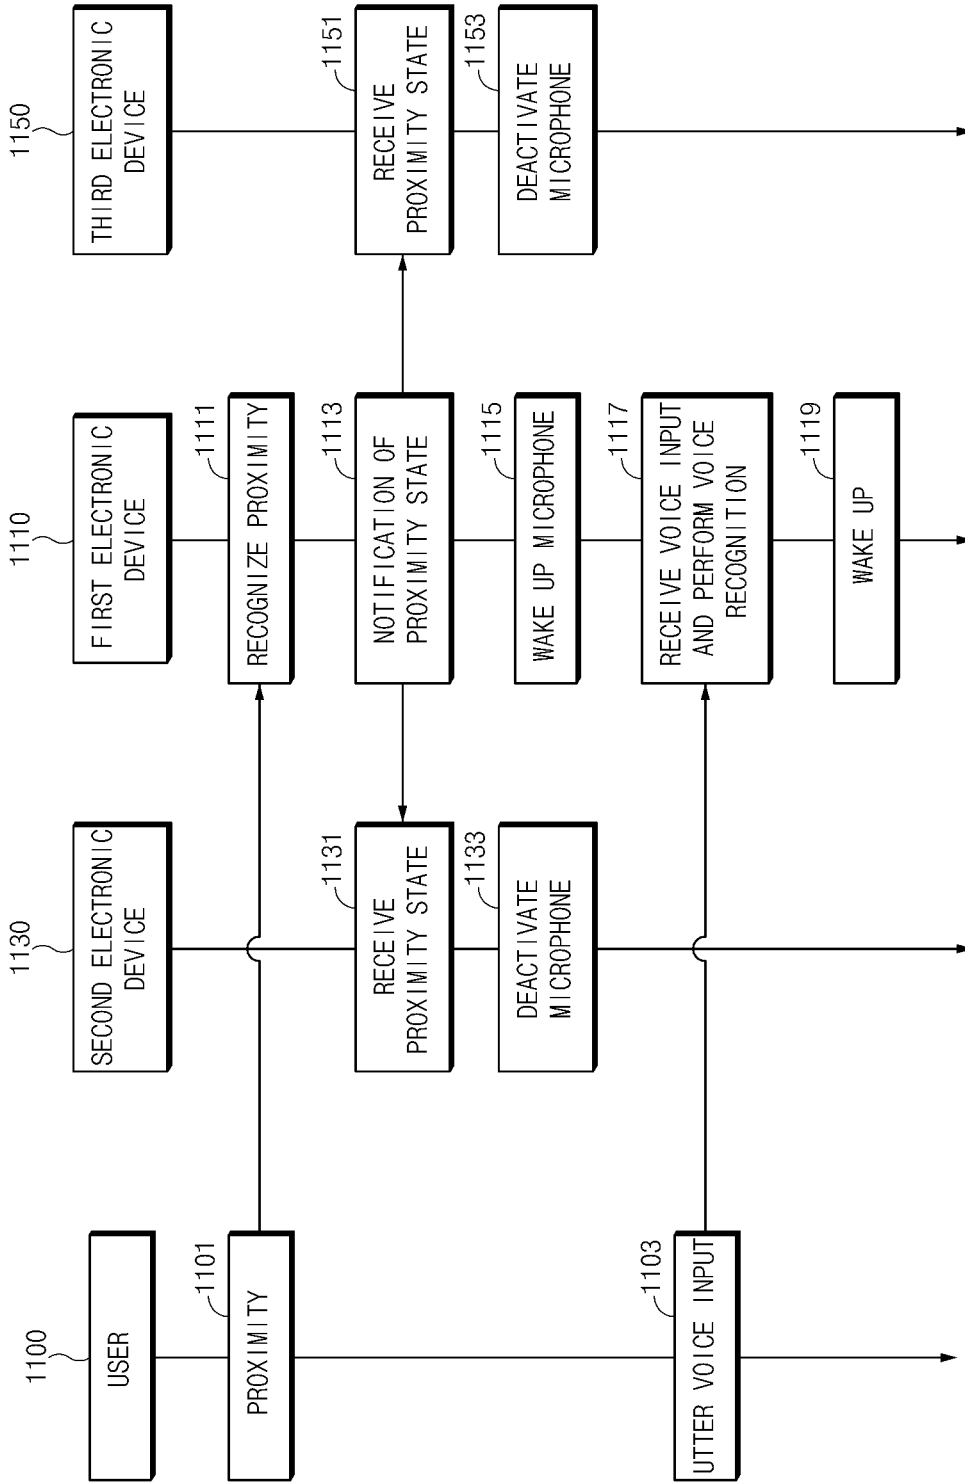 1100
USER
1130
SECOND ELECTRONIC
DEVICE
1110
FIRST ELECTRONIC
DEVICE
1150
THIRD ELECTRONIC
DEVICE
1101
PROXIMITY
1111
RECOGNIZE PROXIMITY
1131
RECEIVE
PROXIMITY STATE
1113
NOTIFICATION OF
PROXIMITY STATE
1151
RECEIVE
PROXIMITY STATE
1133
DEACTIVATE
MICROPHONE
1115
WAKE UP MICROPHONE
1153
DEACTIVATE
MICROPHONE
1103
UTTER VOICE INPUT
1117
RECEIVE VOICE INPUT
AND PERFORM VOICE
RECOGNITION
1119
WAKE UP